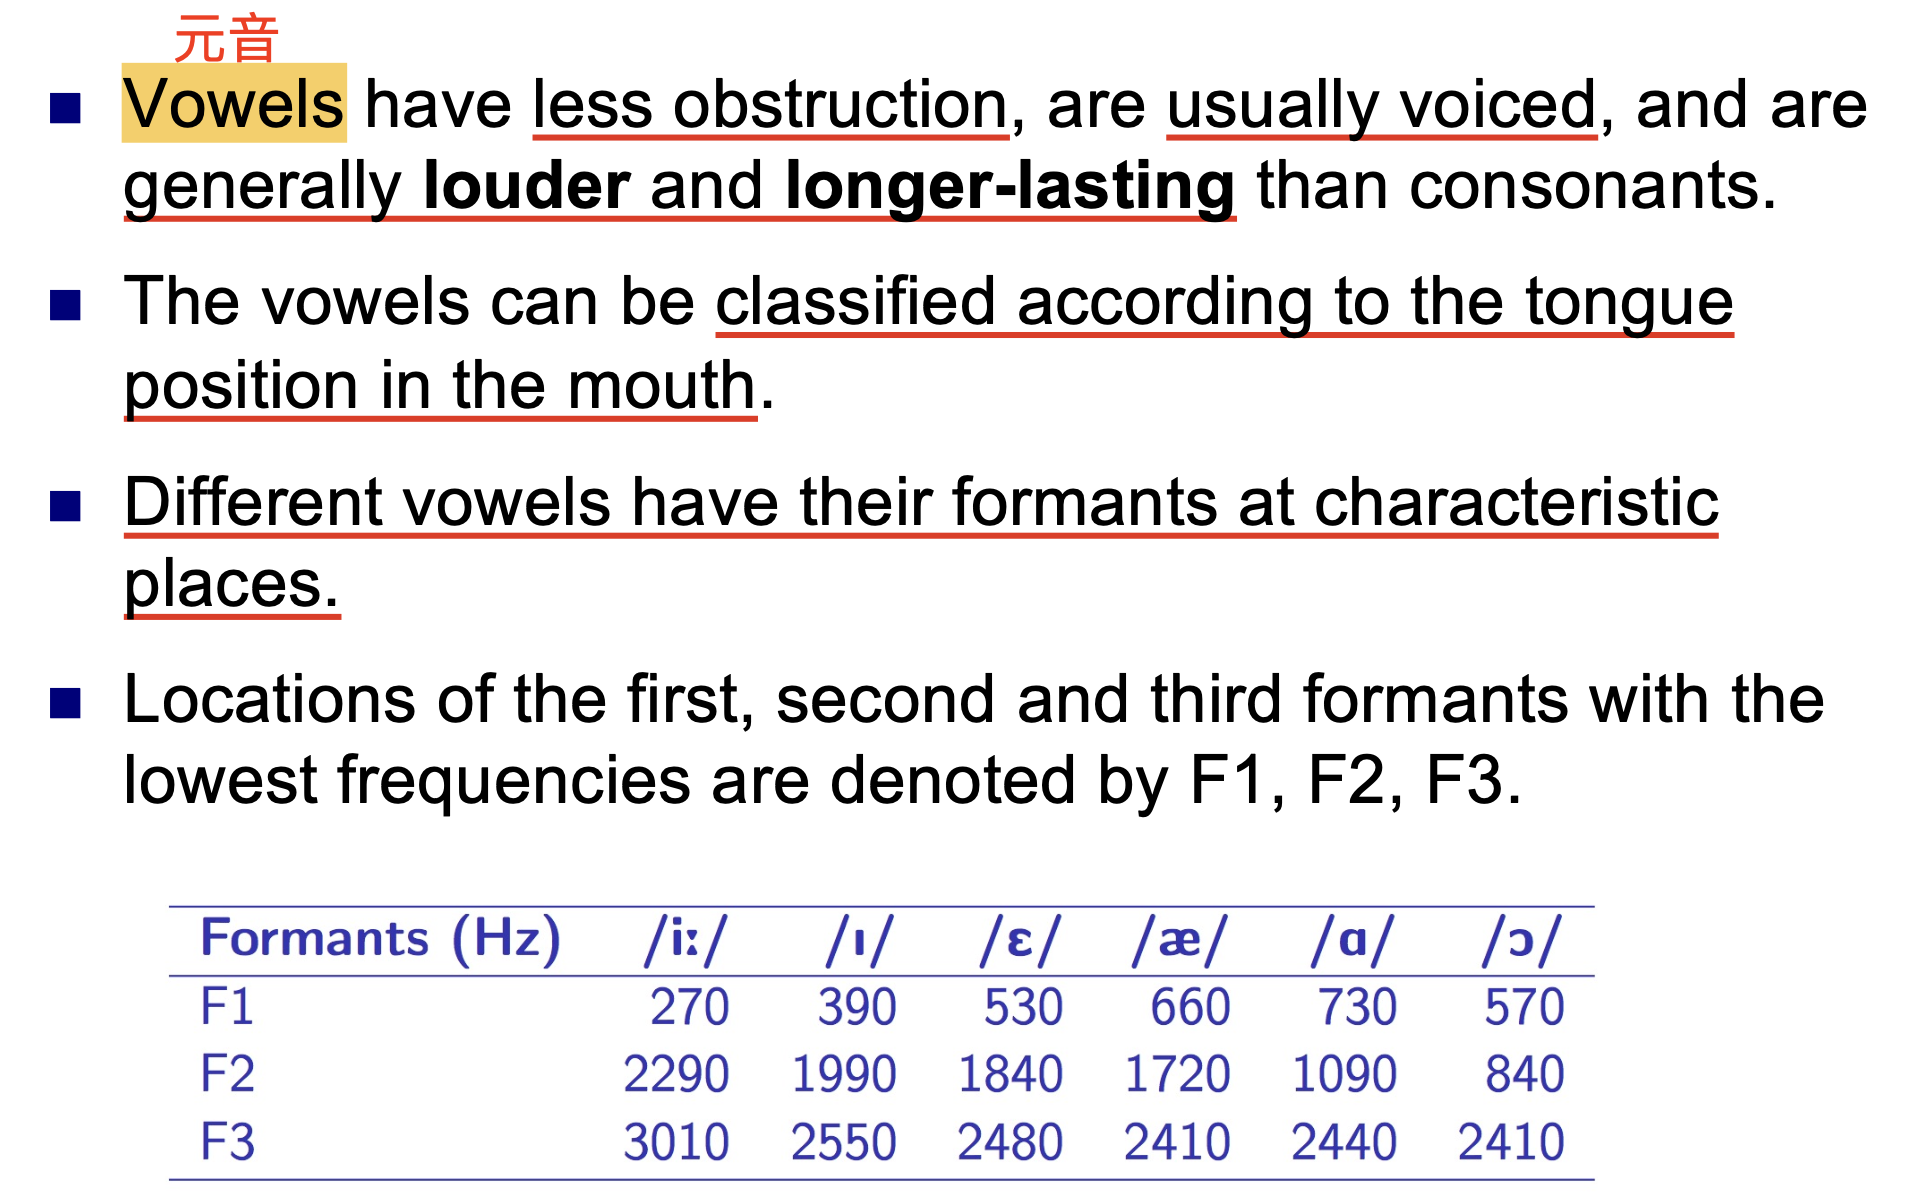 元音
Vowels have less obstruction, are usually voiced, and are
generally louder and longer-lasting than consonants.
The vowels can be classified according to the tongue
position in the mouth.
Different vowels have their formants at characteristic
places.
Locations of the first, second and third formants with the
lowest frequencies are denoted by F1, F2, F3.
Formants (Hz) /iː/ /ɪ/ /ɛ/ /æ/ /ɑ/ /ɔ/
F1 270 390 530 660 730 570
F2 2290 1990 1840 1720 1090 840
F3 3010 2550 2480 2410 2440 2410